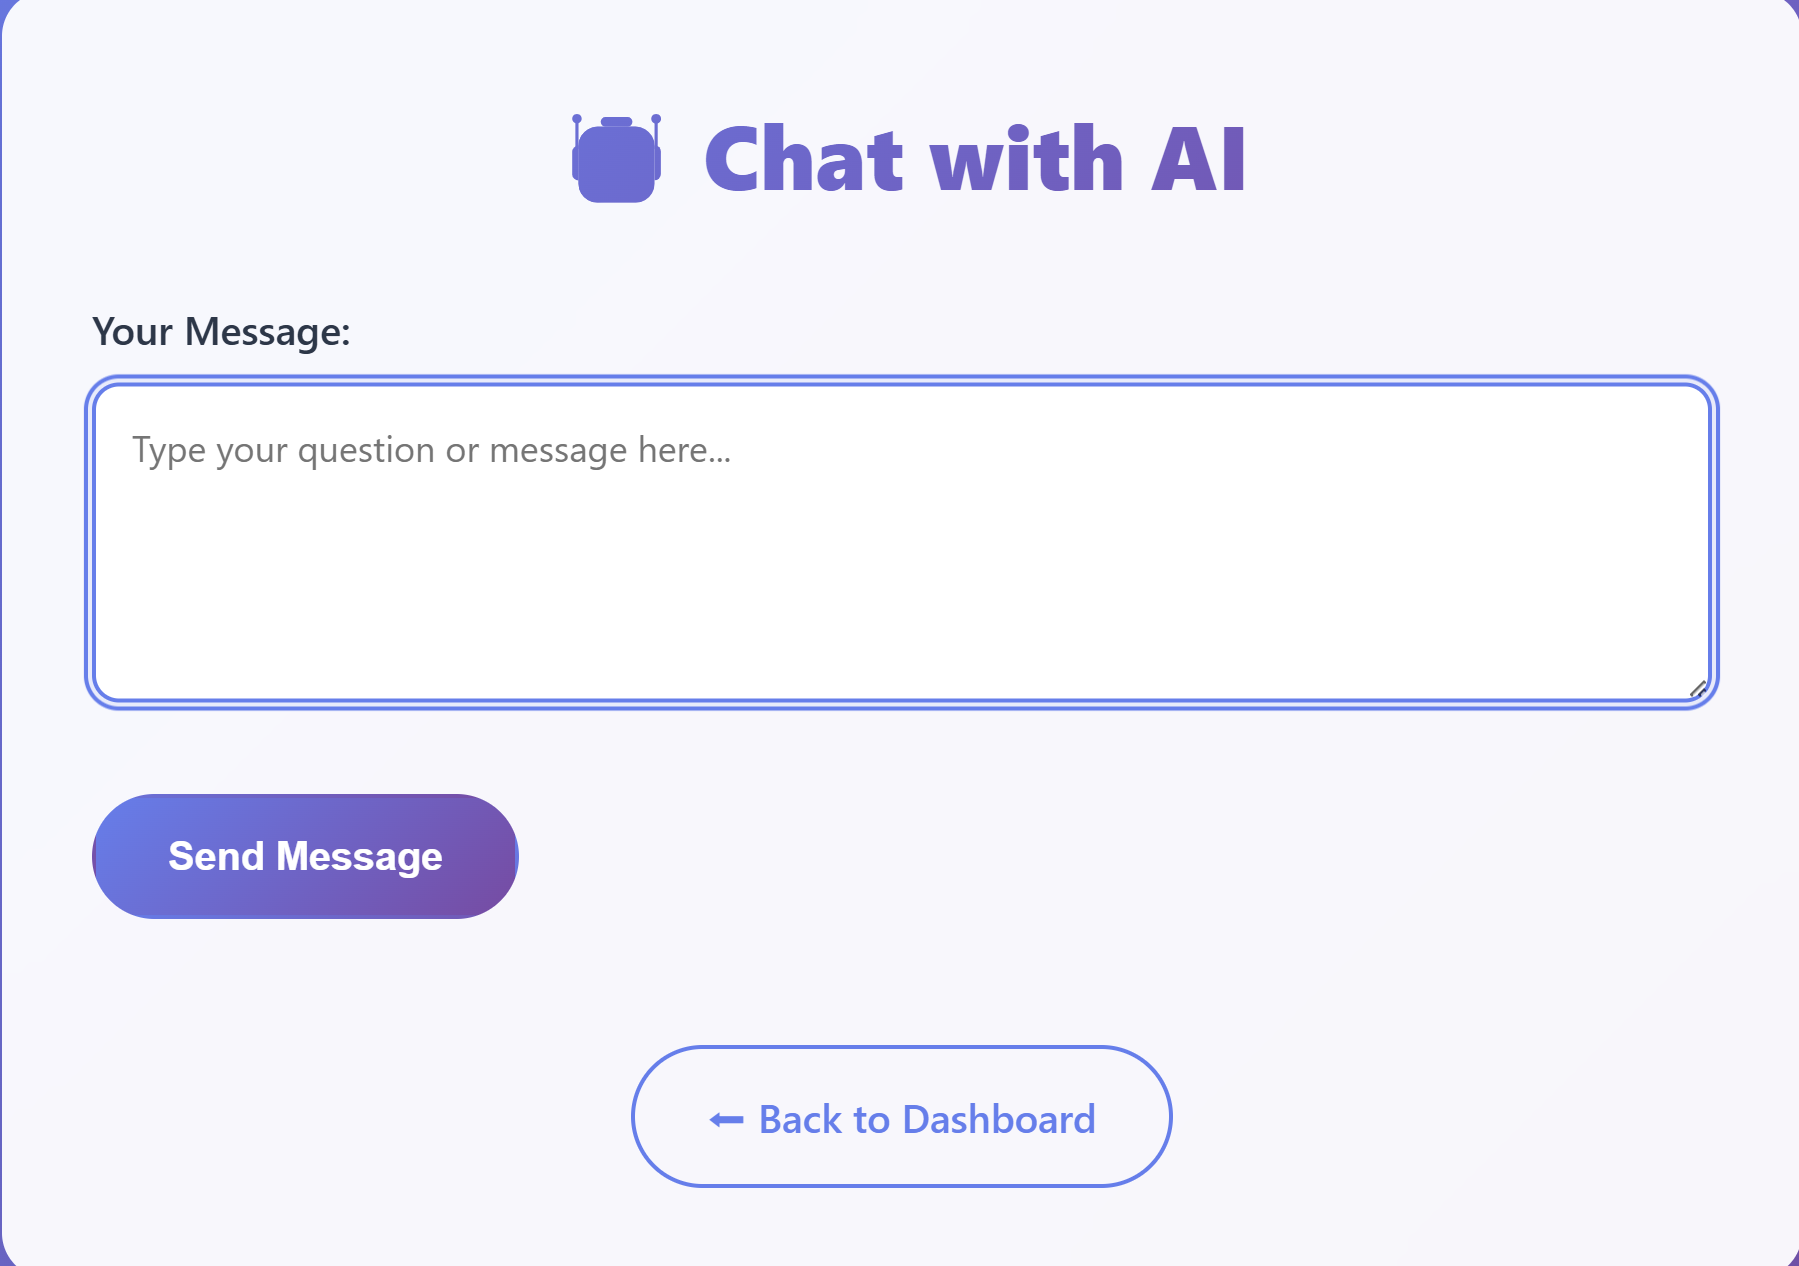 Chat with AI
Your Message:
Type your question or message here...
Send Message
← Back to Dashboard